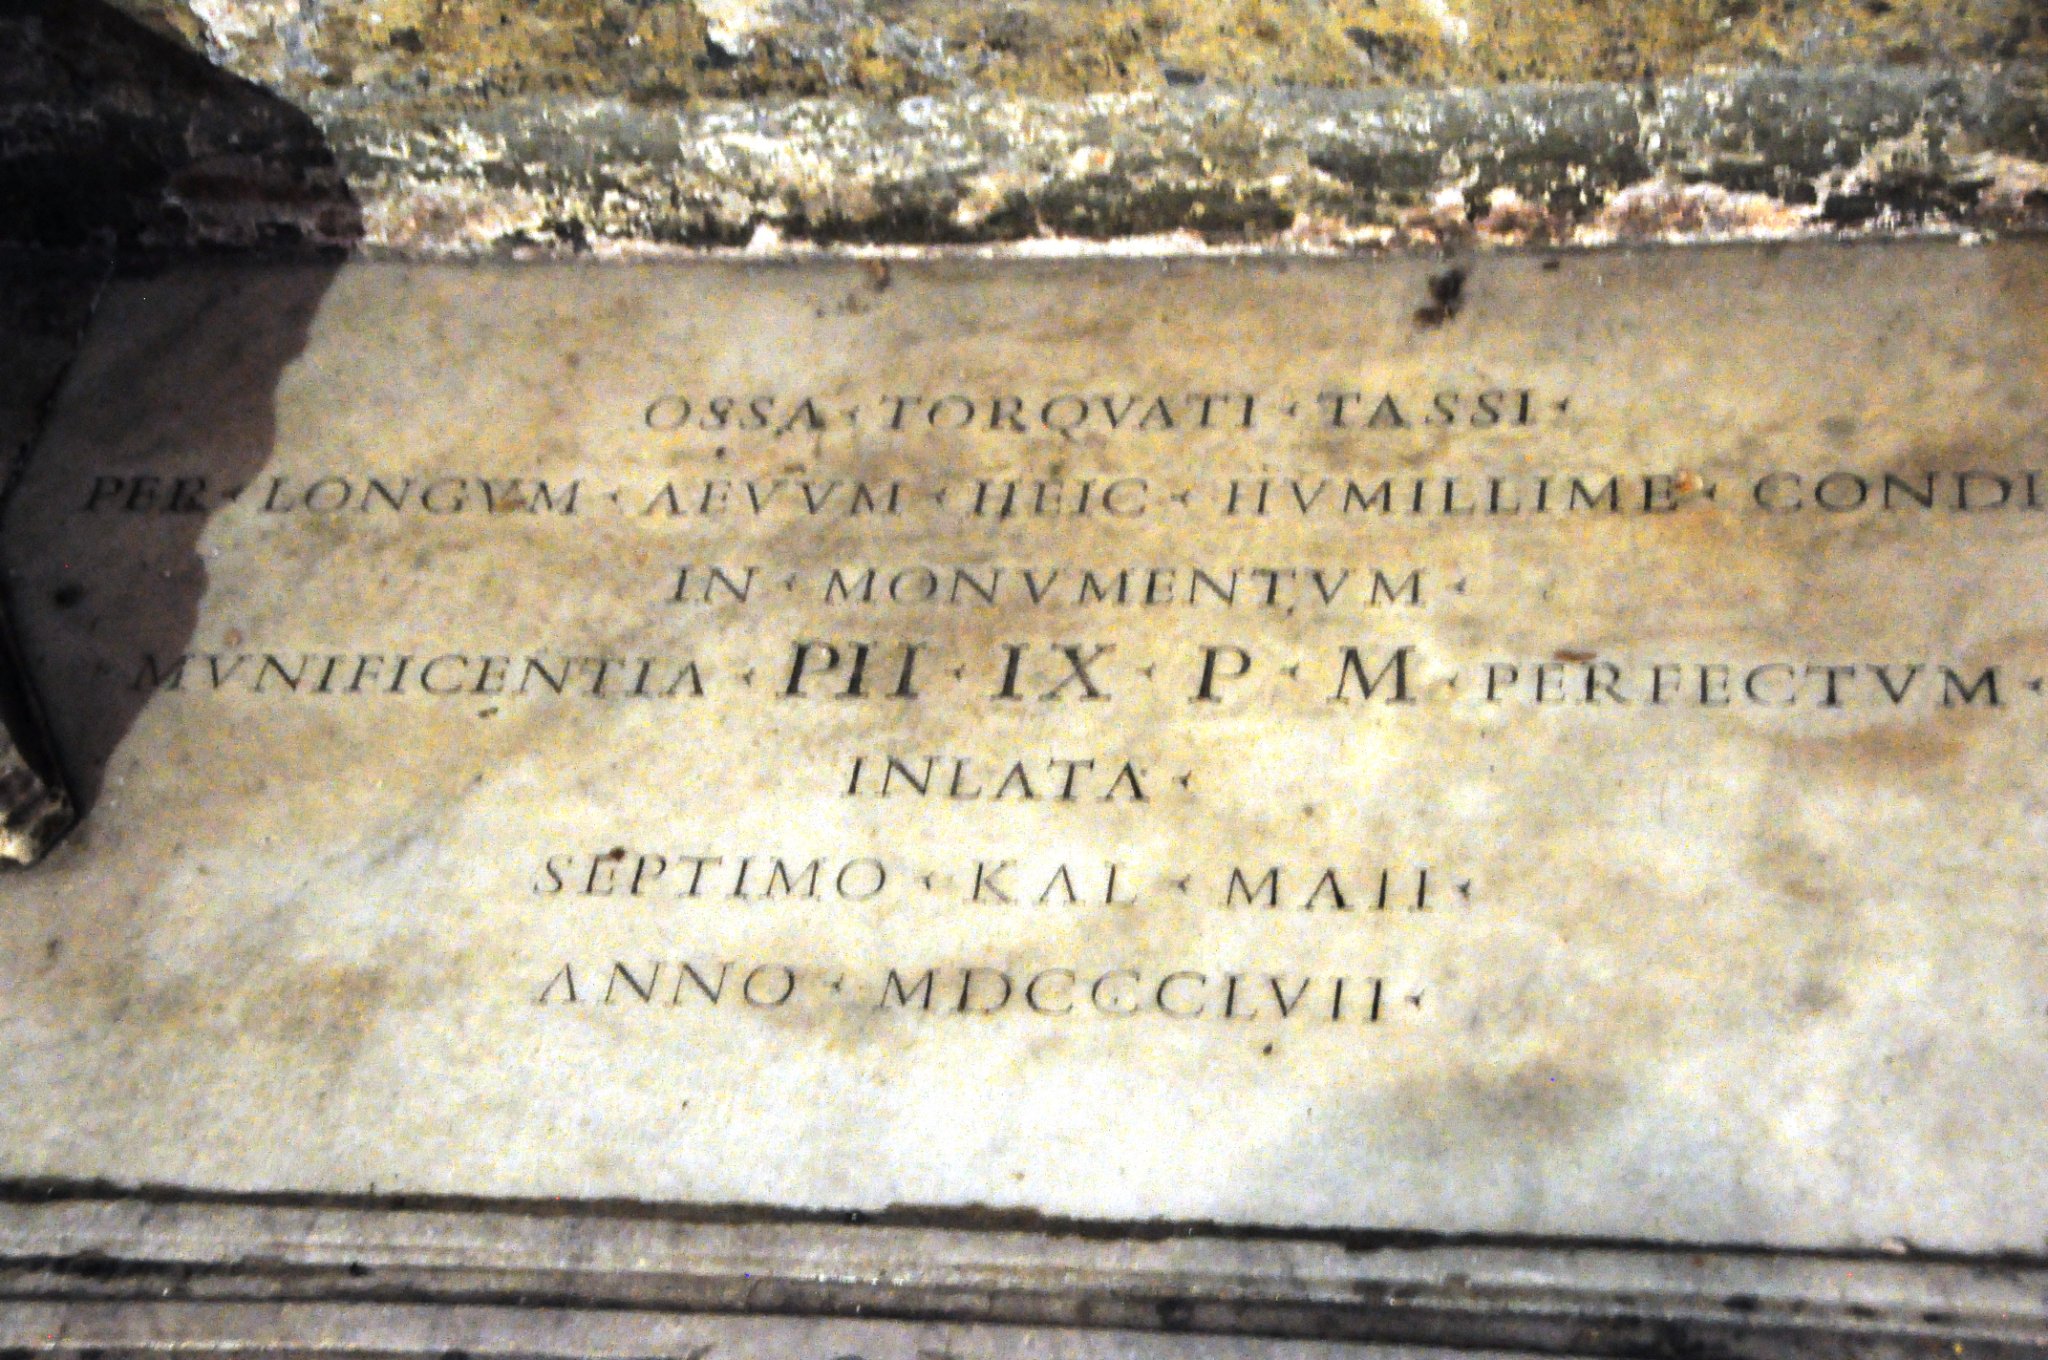 OSSA · TORQVATI · TASSI ·
PER · LONGVM · AEVVM · HEIC · HVMILLIME · CONDI
IN · MONVMENTVM ·
MVNIFICENTIA · PII · IX · P · M · PERFECTVM ·
INLATA ·
SEPTIMO · KAL · MAII ·
ANNO · MDCCCLVII ·